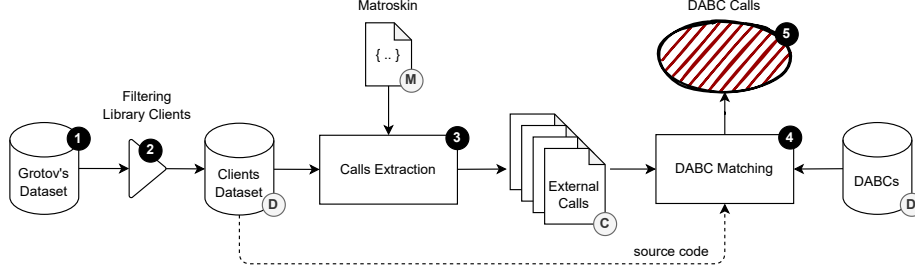 Matroskin
DABC Calls
5
{ .. }
M
Filtering
Library Clients
1
2
3
4
Grotov's
Dataset
Clients
Dataset
D
Calls Extraction
External
Calls
C
DABC Matching
DABCs
D
source code